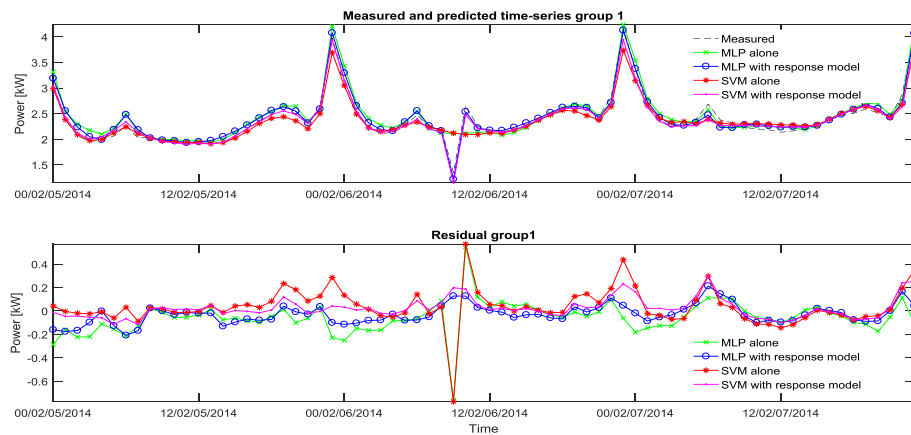 Measured and predicted time-series group 1
4
3.5
3
2.5
2
1.5
Power [kW]
Measured
MLP alone
MLP with response model
SVM alone
SVM with response model
00/02/05/2014
12/02/05/2014
00/02/06/2014
12/02/06/2014
00/02/07/2014
12/02/07/2014
Residual group1
0.4
0.2
0
-0.2
-0.4
-0.6
Power [kW]
MLP alone
MLP with response model
SVM alone
SVM with response model
00/02/05/2014
12/02/05/2014
00/02/06/2014
12/02/06/2014
00/02/07/2014
12/02/07/2014
Time